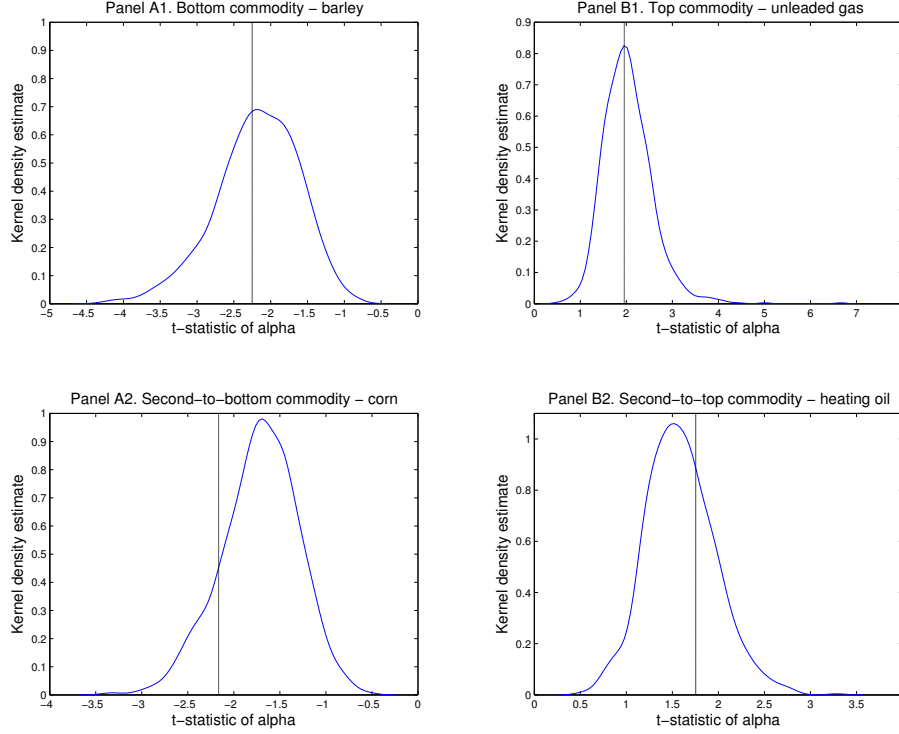 Panel A1. Bottom commodity − barley
Kernel density estimate
1
0.9
0.8
0.7
0.6
0.5
0.4
0.3
0.2
0.1
0
−5 −4.5 −4 −3.5 −3 −2.5 −2 −1.5 −1 −0.5 0
t−statistic of alpha
Panel B1. Top commodity − unleaded gas
Kernel density estimate
0.9
0.8
0.7
0.6
0.5
0.4
0.3
0.2
0.1
0
0 1 2 3 4 5 6 7
t−statistic of alpha
Panel A2. Second−to−bottom commodity − corn
Kernel density estimate
1
0.9
0.8
0.7
0.6
0.5
0.4
0.3
0.2
0.1
0
−4 −3.5 −3 −2.5 −2 −1.5 −1 −0.5 0
t−statistic of alpha
Panel B2. Second−to−top commodity − heating oil
Kernel density estimate
1
0.8
0.6
0.4
0.2
0
0 0.5 1 1.5 2 2.5 3 3.5
t−statistic of alpha